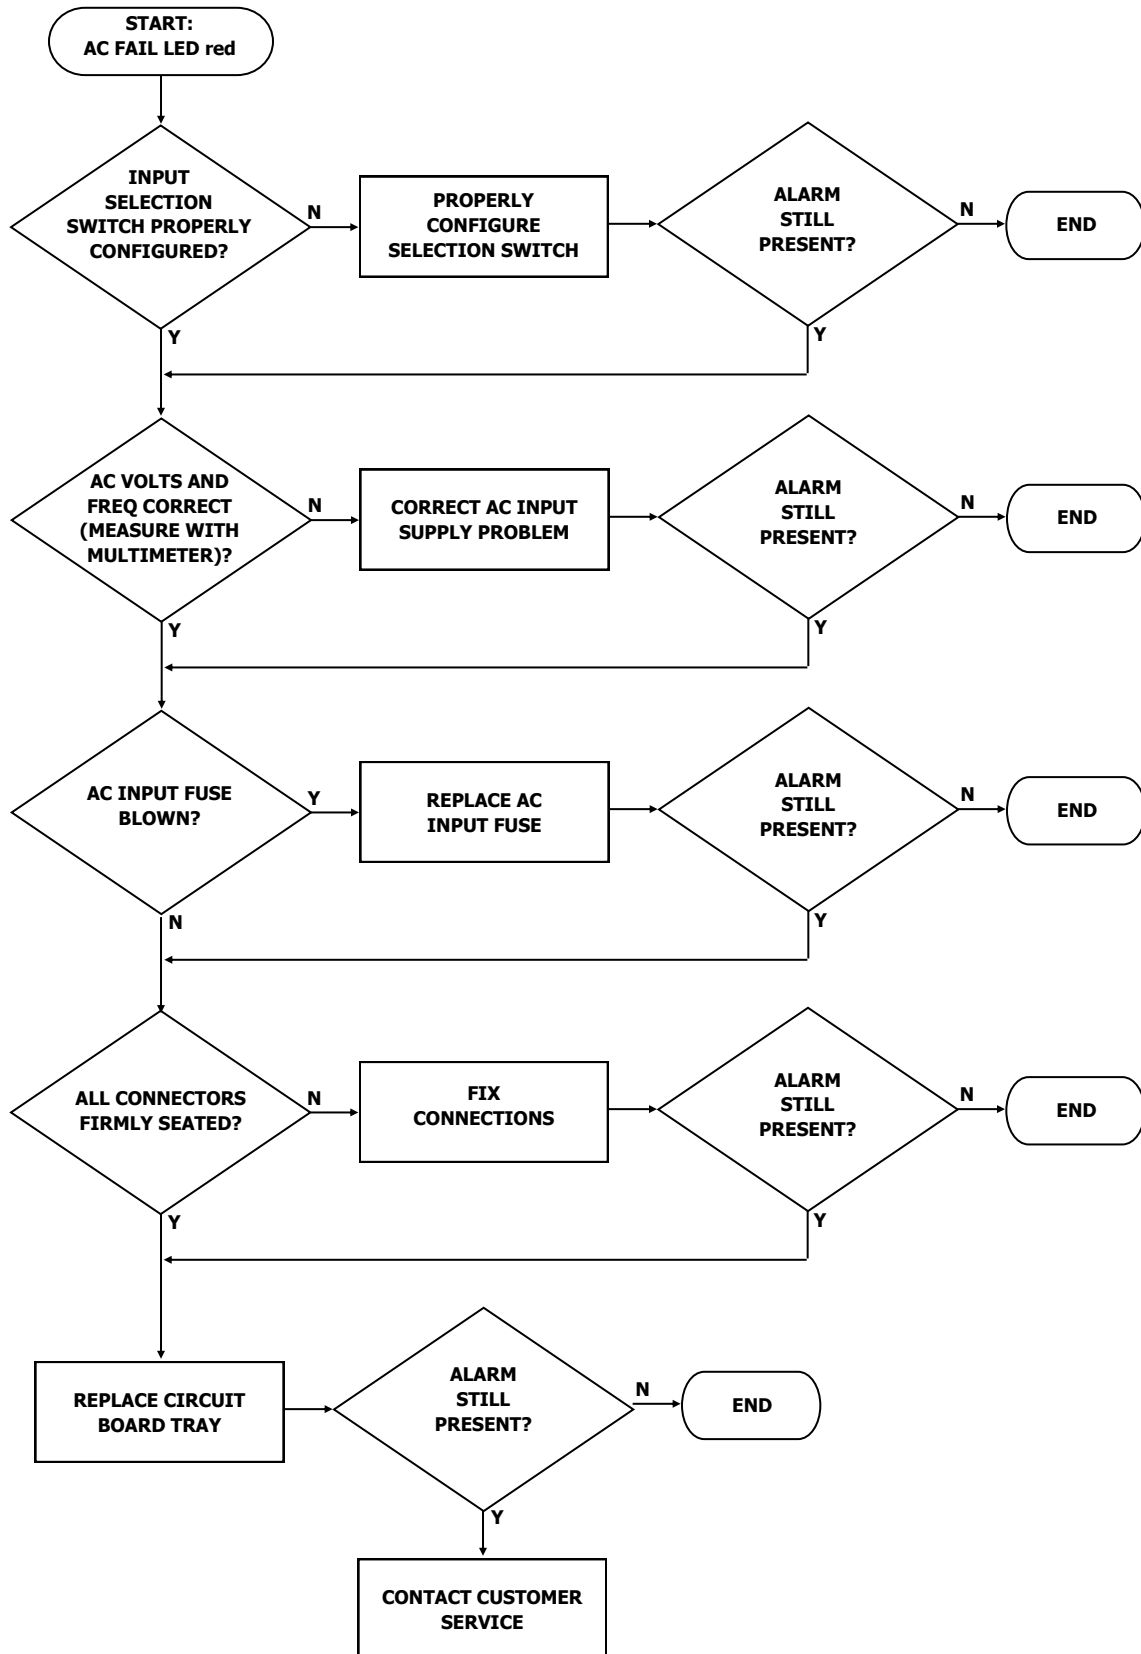 START:
AC FAIL LED red
INPUT
SELECTION
SWITCH PROPERLY
CONFIGURED?
N
PROPERLY
CONFIGURE
SELECTION SWITCH
ALARM
STILL
PRESENT?
N
END
Y
Y
AC VOLTS AND
FREQ CORRECT
(MEASURE WITH
MULTIMETER)?
N
CORRECT AC INPUT
SUPPLY PROBLEM
ALARM
STILL
PRESENT?
N
END
Y
Y
AC INPUT FUSE
BLOWN?
Y
REPLACE AC
INPUT FUSE
ALARM
STILL
PRESENT?
N
END
N
Y
ALL CONNECTORS
FIRMLY SEATED?
N
FIX
CONNECTIONS
ALARM
STILL
PRESENT?
N
END
Y
Y
REPLACE CIRCUIT
BOARD TRAY
ALARM
STILL
PRESENT?
N
END
Y
CONTACT CUSTOMER
SERVICE